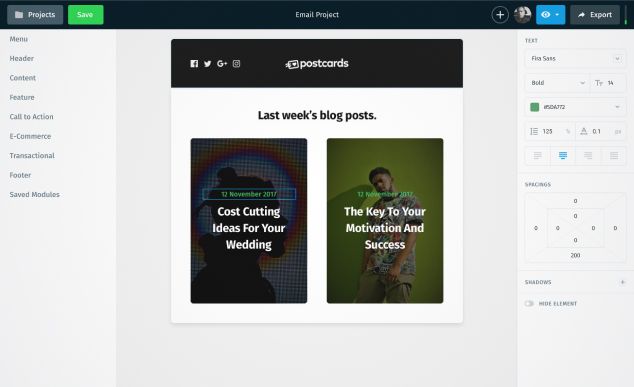 Projects
Save
Email Project
Export
Menu
Header
Content
Feature
Call to Action
E-Commerce
Transactional
Footer
Saved Modules
G+
postcards
Last week's blog posts.
12 November 2017
Cost Cutting
Ideas For Your
Wedding
12 November 2017
The Key To Your
Motivation And
Success
TEXT
Fira Sans
Bold
TT 14
#5DA772
125 %
A 0.1 px
SPACINGS
0
0
0 0 0 0
0
200
SHADOWS
+
HIDE ELEMENT